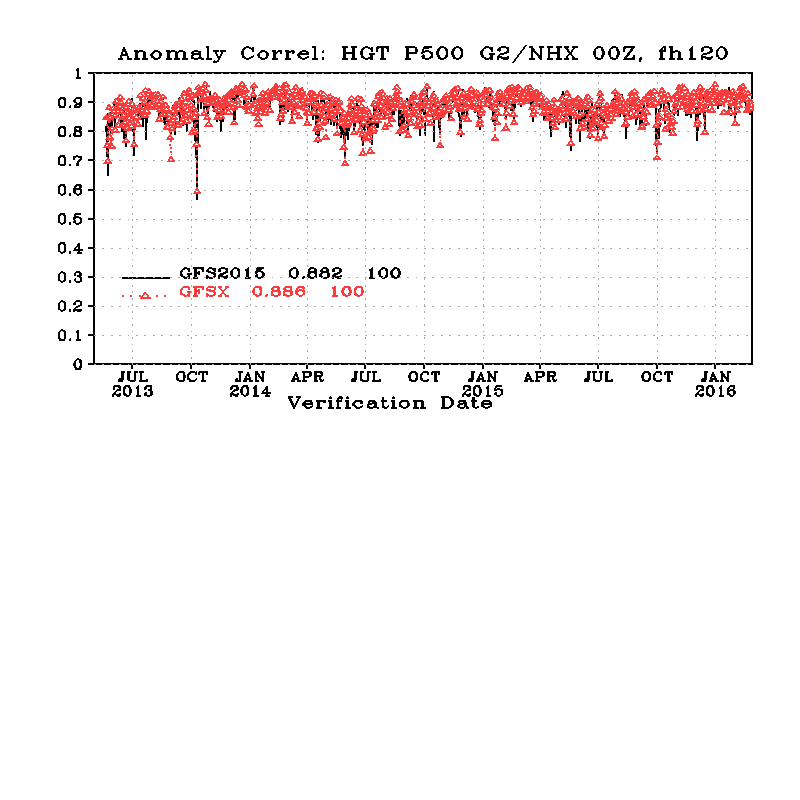 Anomaly Correl: HGT P500 G2/NHX 00Z, fh120
1
0.9
0.8
0.7
0.6
0.5
0.4
0.3
0.2
0.1
0
GFS2015 0.882 100
GFSX 0.886 100
JUL OCT JAN APR JUL OCT JAN APR JUL OCT JAN
2013 2014 2015 2016
Verification Date